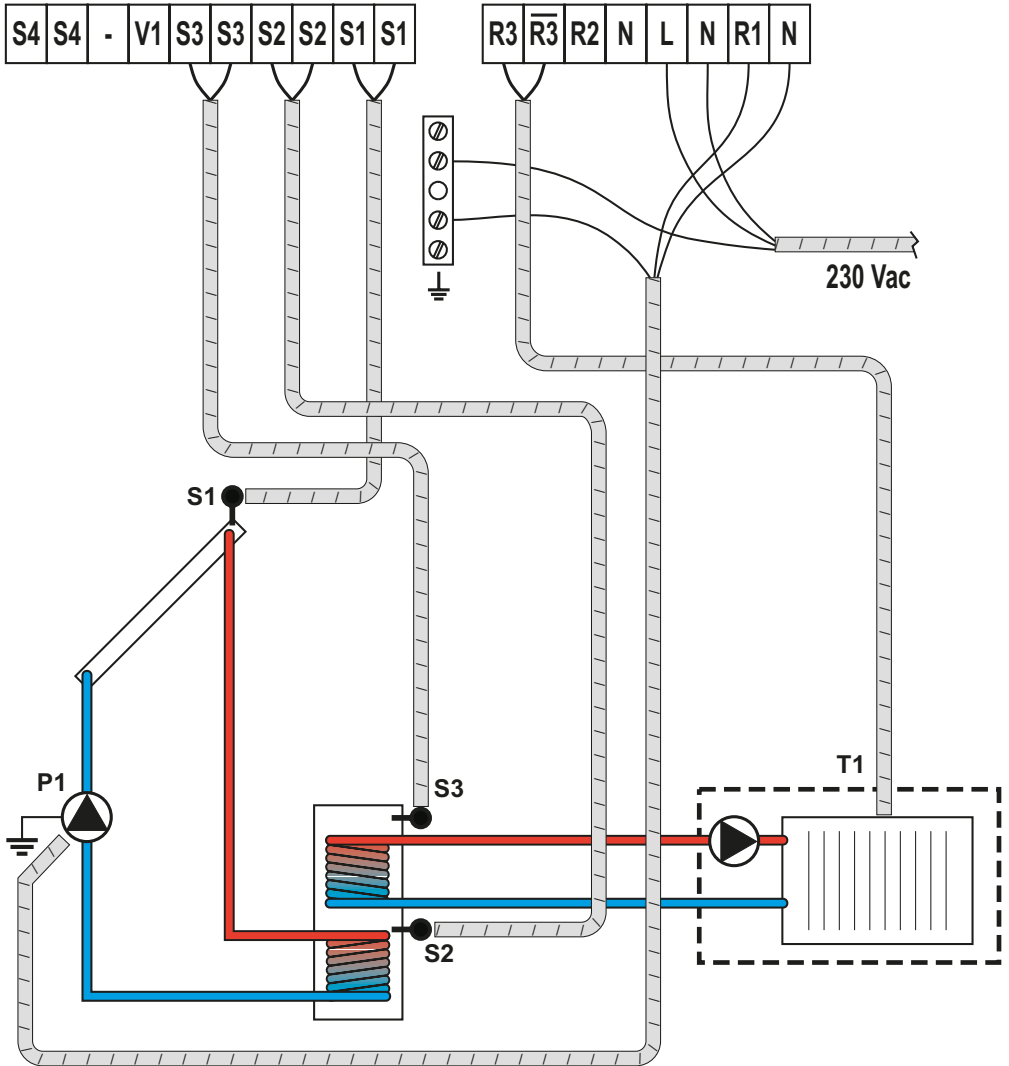 S4 S4 - V1 S3 S3 S2 S2 S1 S1
R3 R̅3̅ R2 N L N R1 N
230 Vac
S1
T1
P1
S3
S2